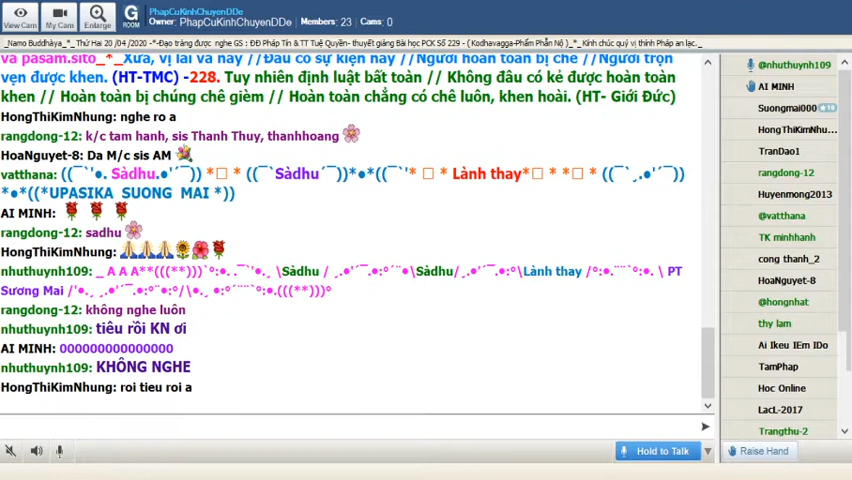 PhapCuKinhChuyenDDe
Owner: PhapCuKinhChuyenDDe Members: 23 Cams: 0
View Cam My Cam Enlarge G ROOM
_Namo Buddhàya_*_ Thứ Hai 20 /04 /2020 -*-Đạo tràng được nghe GS : ĐĐ Pháp Tín & TT Tuệ Quyền- thuyết giảng Bài học PCK Số 229 - ( Kodhavagga-Phẩm Phẫn Nộ )_*_ Kính chúc quý vị thính Pháp an lạc._
và pasam.sito_*_Xưa, vị lai và nay //Đâu có sự kiện này //Người hoàn toàn bị chê //Người trọn
vẹn được khen. (HT-TMC) -228. Tuy nhiên định luật bất toàn // Không đâu có kẻ được hoàn toàn
khen // Hoàn toàn bị chúng chê gièm // Hoàn toàn chẳng có chê luôn, khen hoài. (HT- Giới Đức)
HongThiKimNhung: nghe ro a
rangdong-12: k/c tam hanh, sis Thanh Thuy, thanhhoang
HoaNguyet-8: Da M/c sis AM
vatthana: ((¯`'●. Sàdhu.●'´¯)) *□ * ((¯`Sàdhu´¯))*●*((¯`'* □ * Lành thay*□ * *□ * ((¯`¸.●'´¯))
*●*((*UPASIKA SUONG MAI *))
AI MINH:
rangdong-12: sadhu
HongThiKimNhung:
nhuthuynh109: _ A A A**(((**)))`°:●. .¯`'●.¸ \Sàdhu / ¸.●'´¯.●:°´¨●\Sàdhu/¸.●'´¯.●:°\Lành thay /°:●.¨¨`°:●. \ PT
Sương Mai /'●.¸ ¸.●'´¯.●:°¨●:°/\●.¸ ●:°´¨¨`°:●.(((**)))°
rangdong-12: không nghe luôn
nhuthuynh109: tiêu rồi KN ơi
AI MINH: 000000000000000
nhuthuynh109: KHÔNG NGHE
HongThiKimNhung: roi tieu roi a
Hold to Talk
@nhuthuynh109
AI MINH
Suongmai000
HongThiKimNhu...
TranDao1
rangdong-12
Huyenmong2013
@vatthana
TK minhhanh
cong thanh_2
HoaNguyet-8
@hongnhat
thy lam
Ai Ikeu IEm IDo
TamPhap
Hoc Online
LacL-2017
Trangthu-2
Raise Hand